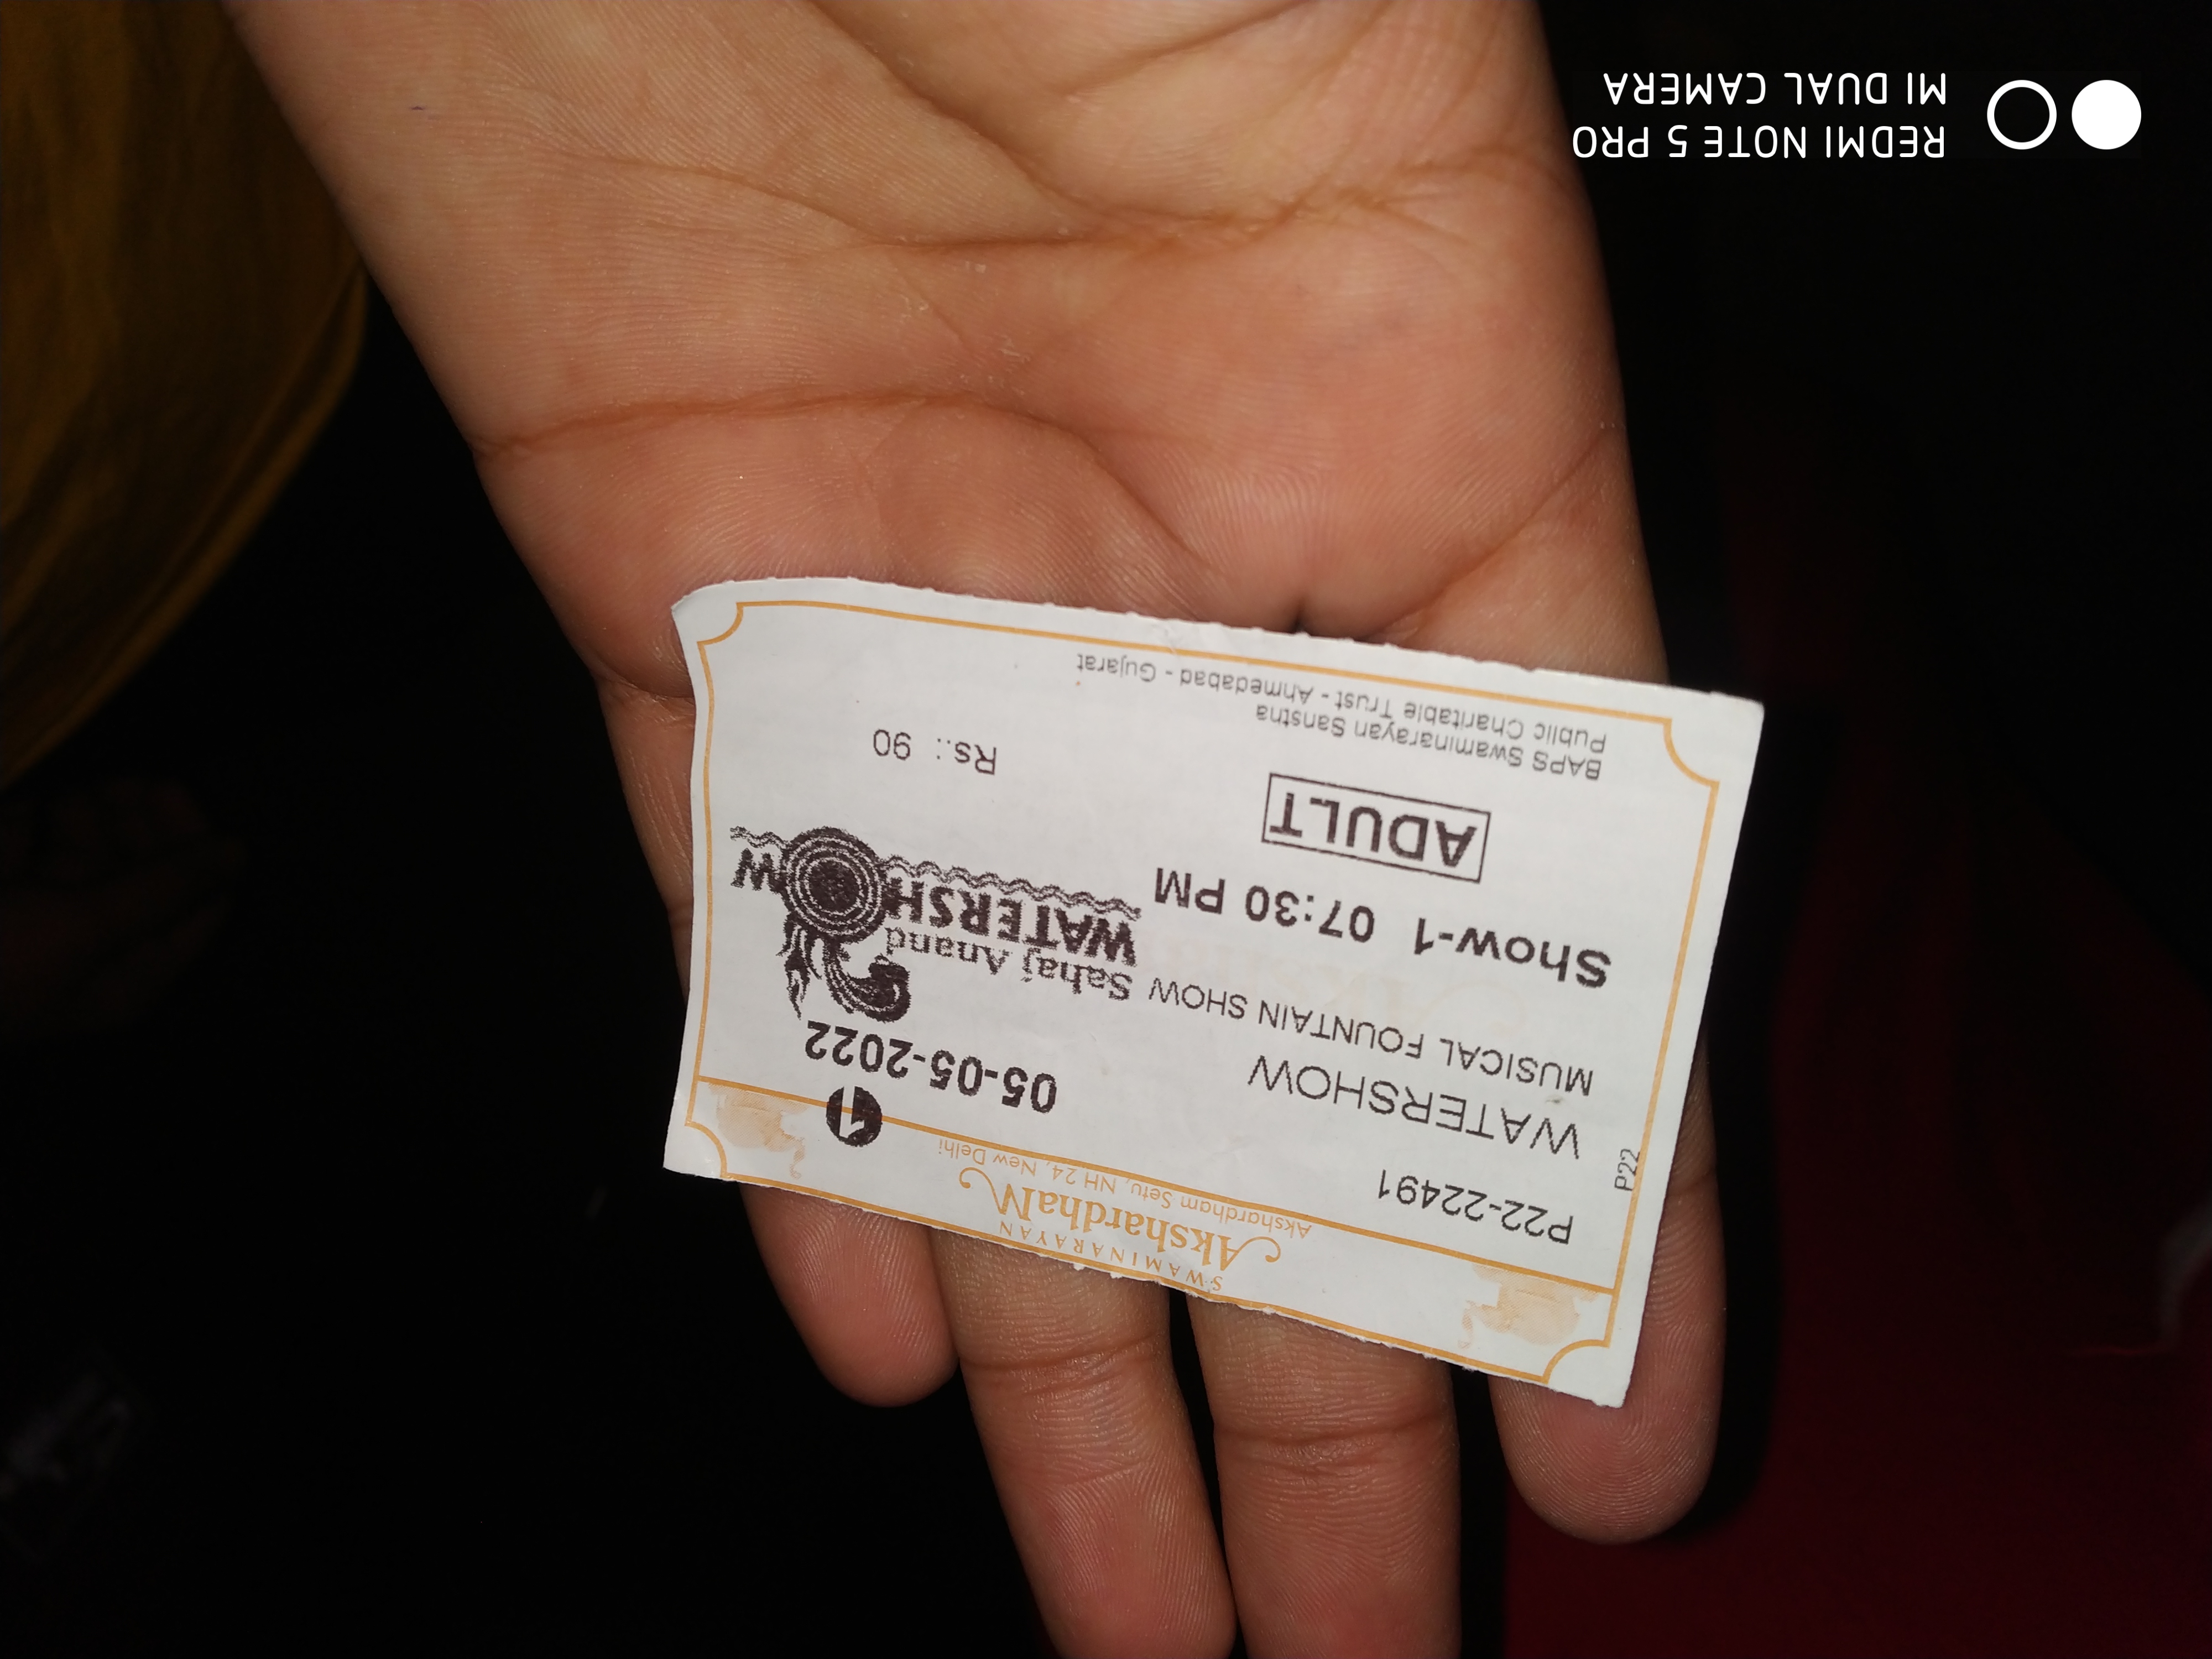 SWAMINARAYAN
AkshardhaM
Akshardham Setu, NH 24, New Delhi
P22-22491
1
P22
05-05-2022
WATERSHOW
MUSICAL FOUNTAIN SHOW
Sahaj Anand
WATERSHOW
Show-1 07:30 PM
ADULT
Rs.: 90
BAPS Swaminarayan Sanstha
Public Charitable Trust - Ahmedabad - Gujarat
REDMI NOTE 5 PRO
MI DUAL CAMERA